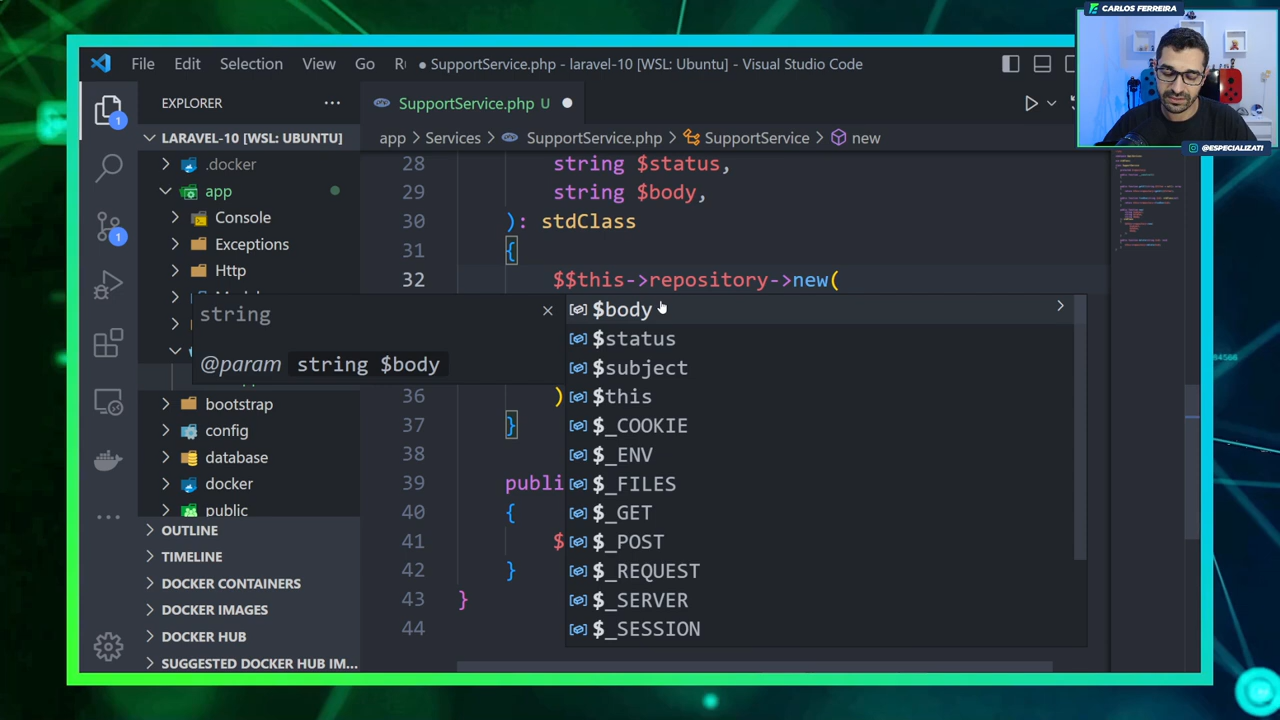 CARLOS FERREIRA
@ESPECIALIZATI
File Edit Selection View Go
SupportService.php - laravel-10 [WSL: Ubuntu] - Visual Studio Code
EXPLORER
SupportService.php U
LARAVEL-10 [WSL: UBUNTU]
app > Services > SupportService.php > SupportService > new
.docker
app
Console
Exceptions
Http
bootstrap
config
database
docker
public
OUTLINE
TIMELINE
DOCKER CONTAINERS
DOCKER IMAGES
DOCKER HUB
SUGGESTED DOCKER HUB IM...
1
1
string $status,
29 string $body,
30 ): stdClass
31 {
32 $$this->repository->new(
36 )
37 }
38
39 publi
40 {
41 $
42 }
43 }
44
string
@param string $body
$body
$status
$subject
$this
$_COOKIE
$_ENV
$_FILES
$_GET
$_POST
$_REQUEST
$_SERVER
$_SESSION